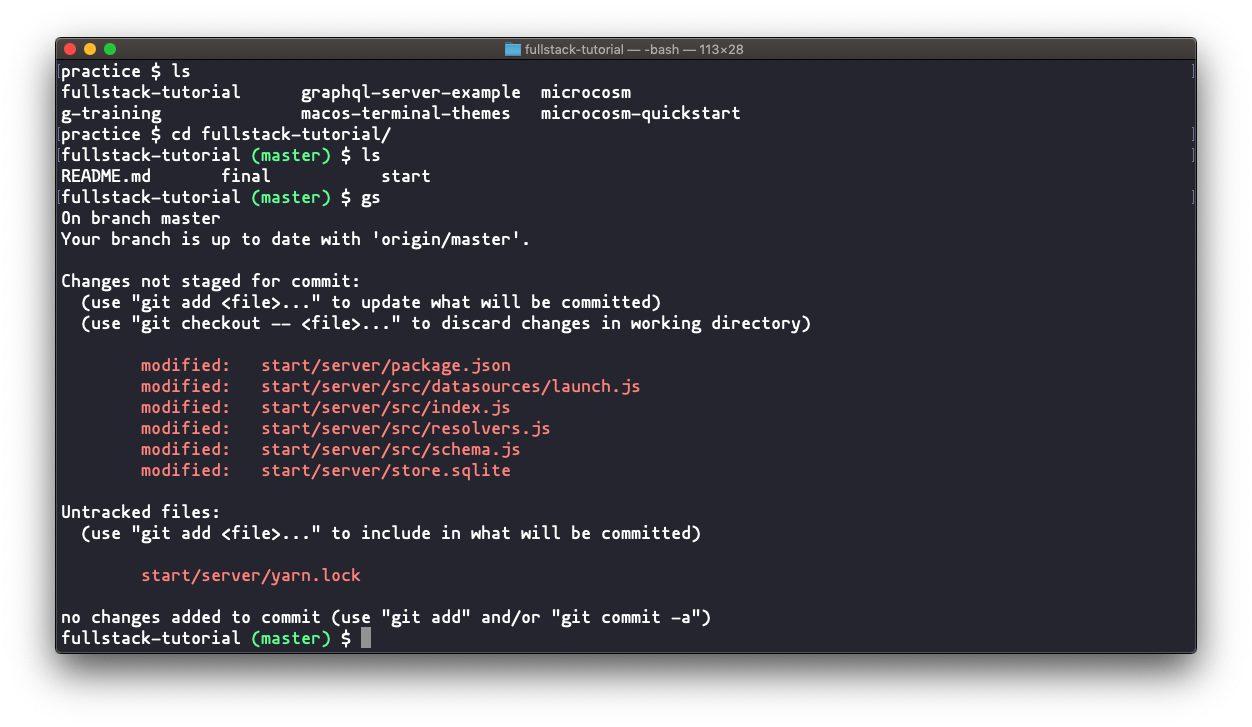 fullstack-tutorial — -bash — 113×28
practice $ ls
fullstack-tutorial      graphql-server-example  microcosm
g-training              macos-terminal-themes   microcosm-quickstart
practice $ cd fullstack-tutorial/
fullstack-tutorial (master) $ ls
README.md       final           start
fullstack-tutorial (master) $ gs
On branch master
Your branch is up to date with 'origin/master'.
Changes not staged for commit:
  (use "git add <file>..." to update what will be committed)
  (use "git checkout -- <file>..." to discard changes in working directory)
        modified:   start/server/package.json
        modified:   start/server/src/datasources/launch.js
        modified:   start/server/src/index.js
        modified:   start/server/src/resolvers.js
        modified:   start/server/src/schema.js
        modified:   start/server/store.sqlite
Untracked files:
  (use "git add <file>..." to include in what will be committed)
        start/server/yarn.lock
no changes added to commit (use "git add" and/or "git commit -a")
fullstack-tutorial (master) $